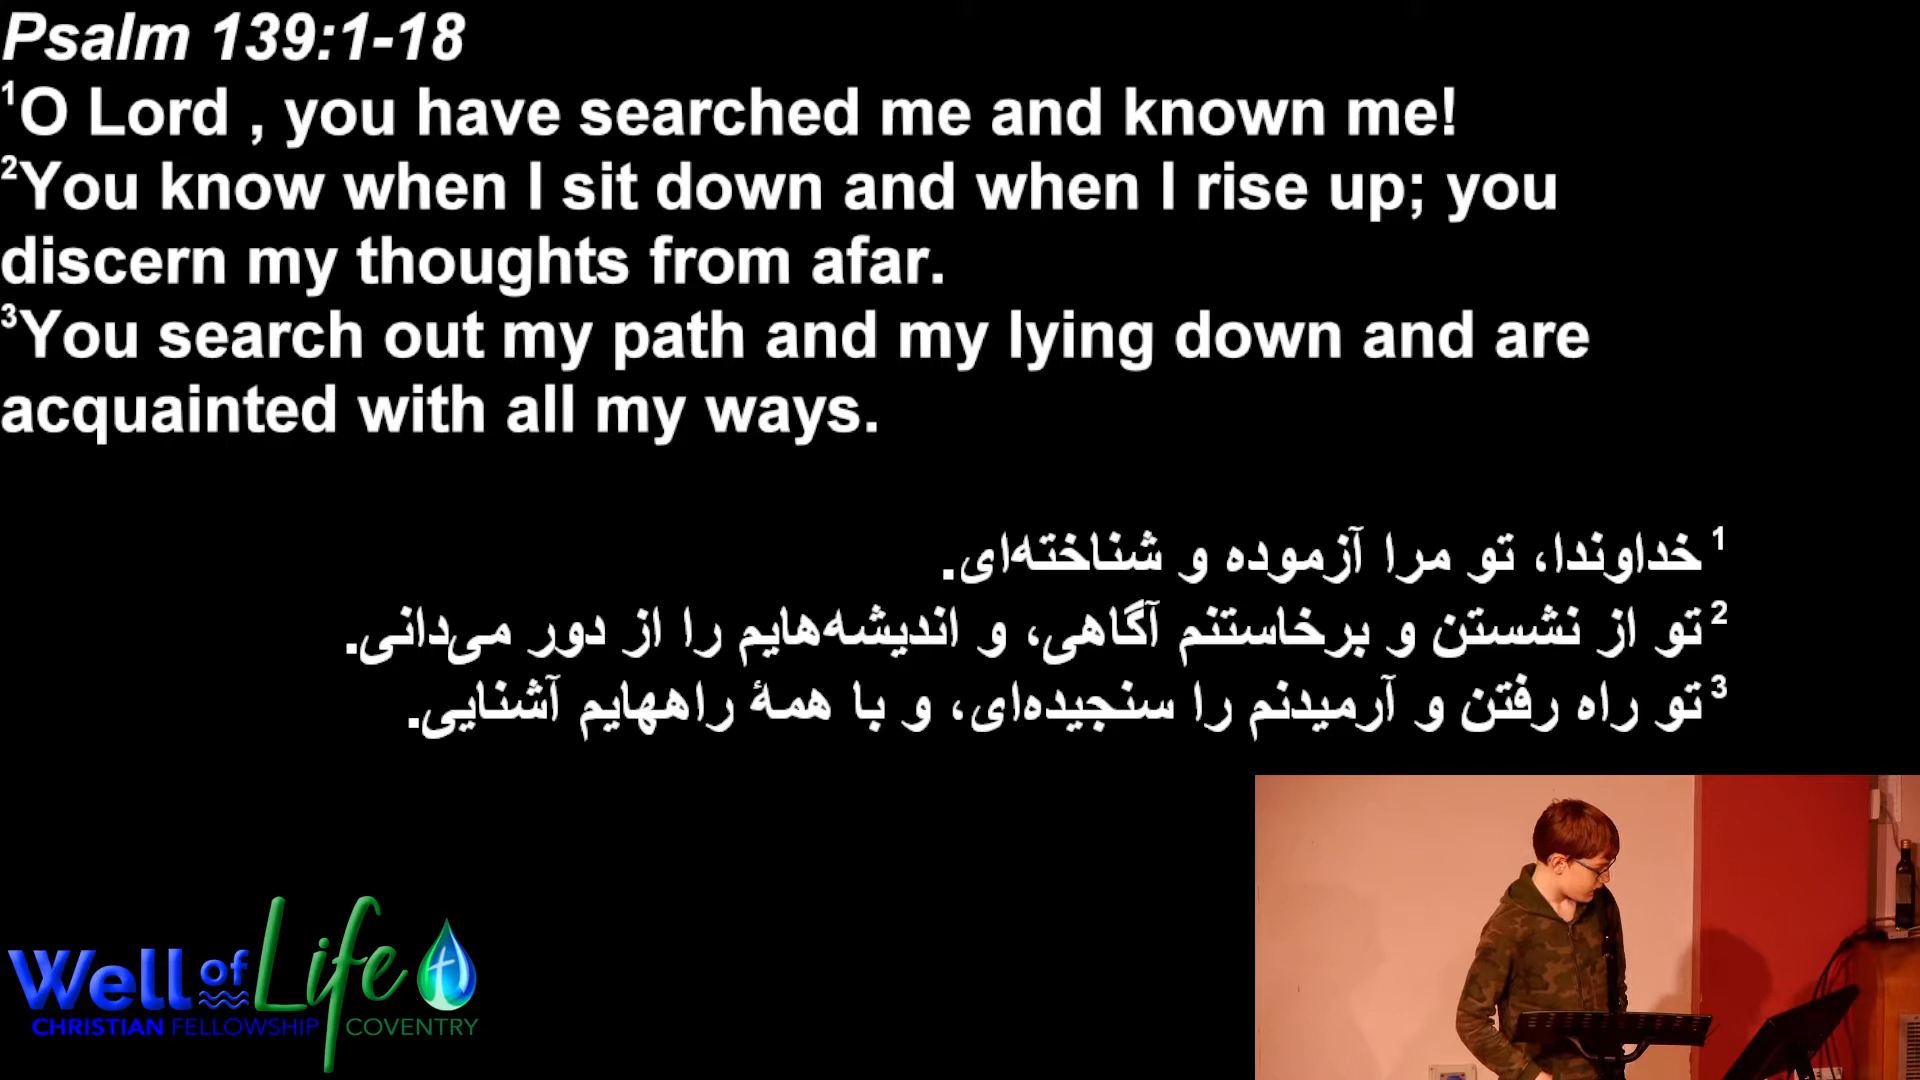 Psalm 139:1-18
¹O Lord , you have searched me and known me!
²You know when I sit down and when I rise up; you
discern my thoughts from afar.
³You search out my path and my lying down and are
acquainted with all my ways.
¹ خداوندا، تو مرا آزموده و شناخته‌ای.
² تو از نشستن و برخاستنم آگاهی، و اندیشه‌هایم را از دور می‌دانی.
³ تو راه رفتن و آرمیدنم را سنجیده‌ای، و با همهٔ راههایم آشنایی.
Well of Life
CHRISTIAN FELLOWSHIP COVENTRY